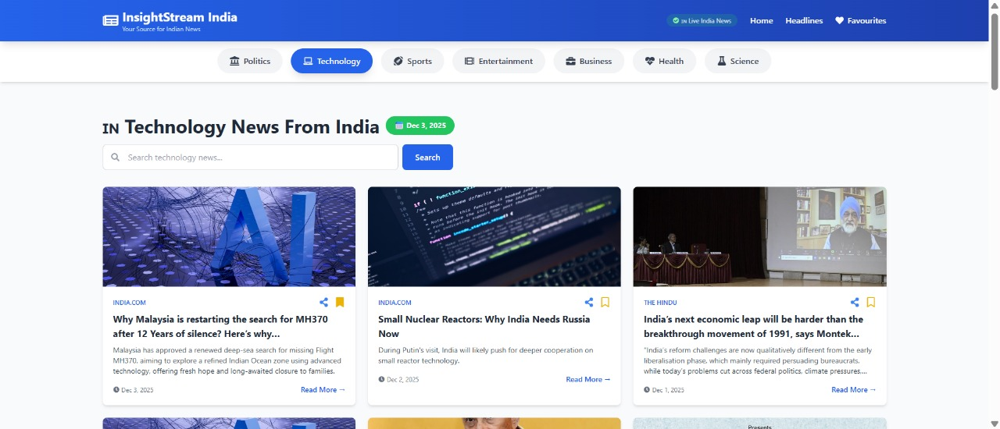 InsightStream India
Your Source for Indian News
IN Live India News
Home
Headlines
Favourites
Politics
Technology
Sports
Entertainment
Business
Health
Science
IN Technology News From India
Dec 3, 2025
Search technology news...
Search
AI
INDIA.COM
Why Malaysia is restarting the search for MH370
after 12 Years of silence? Here's why...
Malaysia has approved a renewed deep-sea search for missing Flight
MH370, aiming to explore a refined Indian Ocean zone using advanced
technology, offering fresh hope and long-awaited closure to families.
Dec 3, 2025
Read More →
INDIA.COM
Small Nuclear Reactors: Why India Needs Russia
Now
During Putin's visit, India will likely push for deeper cooperation on
small reactor technology.
Dec 2, 2025
Read More →
THE HINDU
India's next economic leap will be harder than the
breakthrough movement of 1991, says Montek...
"India's reform challenges are now qualitatively different from the early
liberalisation phase, which mainly required persuading bureaucrats,
while today's problems cut across federal politics, climate pressures,...
Dec 1, 2025
Read More →
Presents